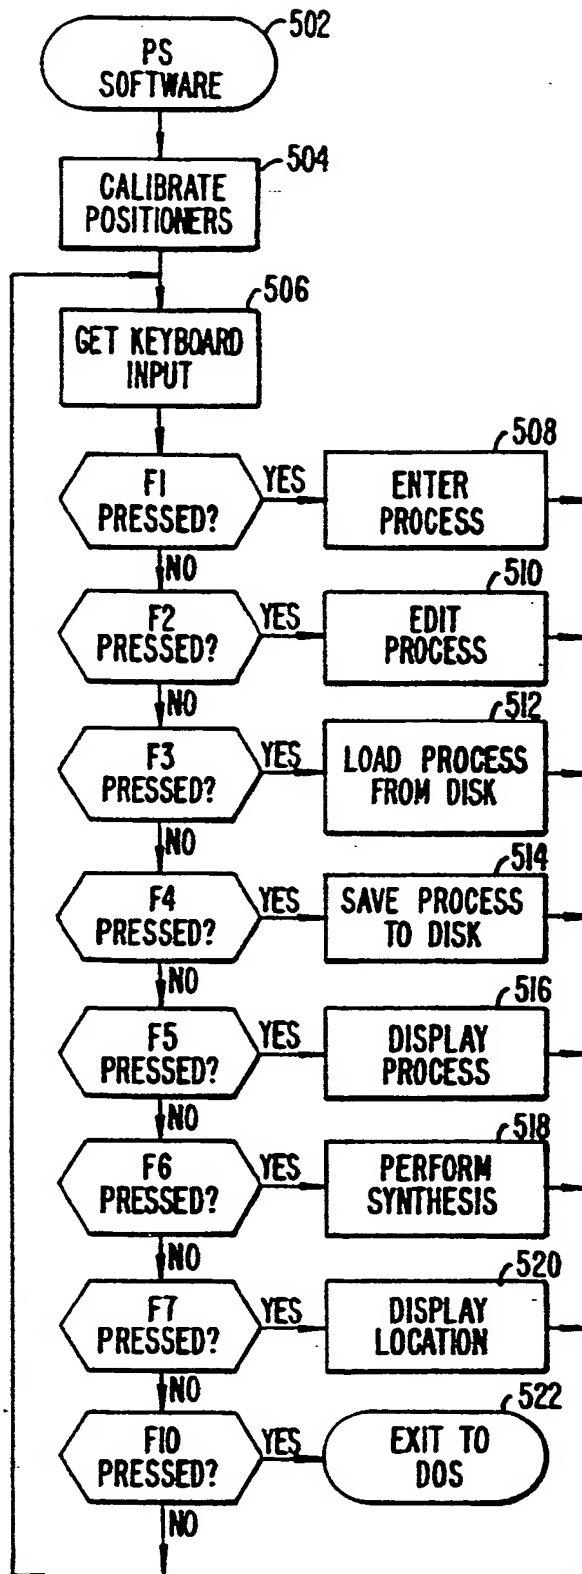 502
PS
SOFTWARE
504
CALIBRATE
POSITIONERS
506
GET KEYBOARD
INPUT
F1
PRESSED?
YES
508
ENTER
PROCESS
NO
F2
PRESSED?
YES
510
EDIT
PROCESS
NO
F3
PRESSED?
YES
512
LOAD PROCESS
FROM DISK
NO
F4
PRESSED?
YES
514
SAVE PROCESS
TO DISK
NO
F5
PRESSED?
YES
516
DISPLAY
PROCESS
NO
F6
PRESSED?
YES
518
PERFORM
SYNTHESIS
NO
F7
PRESSED?
YES
520
DISPLAY
LOCATION
NO
F10
PRESSED?
YES
522
EXIT TO
DOS
NO